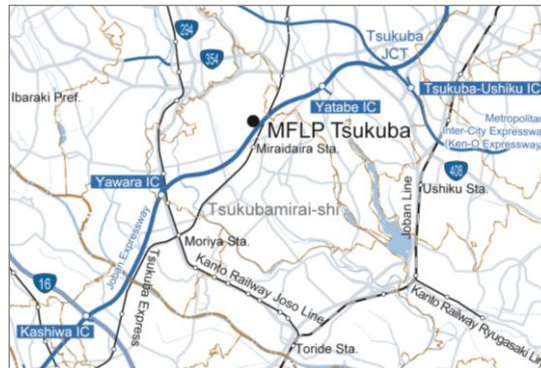 294
Tsukuba
JCT
354
6
Ibaraki Pref.
Yatabe IC
Tsukuba-Ushiku IC
Metropolitan
Inter-City Expressway
(Ken-O Expressway)
MFLP Tsukuba
Miraidaira Sta.
408
Yawara IC
Ushiku Sta.
Joban Line
Tsukubamirai-shi
Joban Expressway
Moriya Sta.
Tsukuba Express
Kanto Railway Joso Line
16
Kashiwa IC
Toride Sta.
Kanto Railway Ryugasaki Li